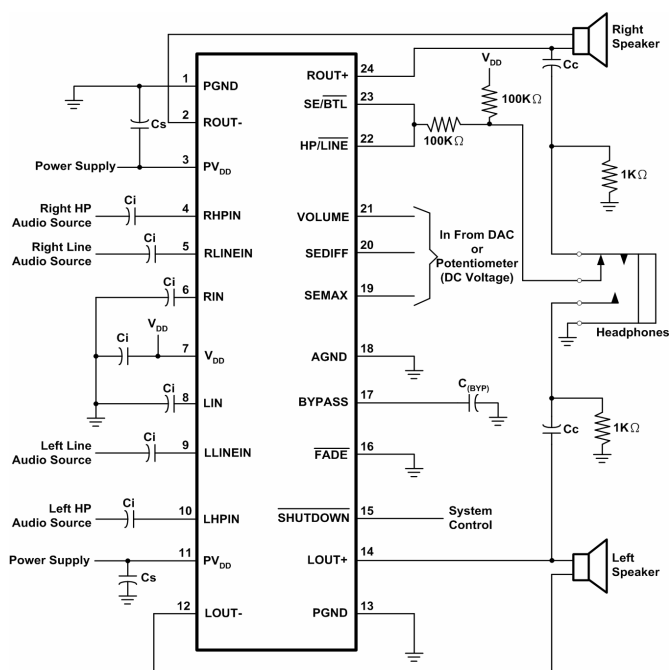 Right
Speaker
Cc
V_DD
100KΩ
100KΩ
1KΩ
1 PGND
Cs
2 ROUT-
Power Supply
3 PV_DD
Right HP
Audio Source
Ci
4 RHPIN
Right Line
Audio Source
Ci
5 RLINEIN
Ci
6 RIN
V_DD
Ci
7 V_DD
Ci
8 LIN
Left Line
Audio Source
Ci
9 LLINEIN
Left HP
Audio Source
Ci
10 LHPIN
Power Supply
11 PV_DD
Cs
12 LOUT-
ROUT+ 24
SE/BTL 23
HP/LINE 22
VOLUME 21
SEDIFF 20
SEMAX 19
In From DAC
or
Potentiometer
(DC Voltage)
Headphones
AGND 18
BYPASS 17
C(BYP)
FADE 16
Cc
1KΩ
SHUTDOWN 15
System
Control
LOUT+ 14
Left
Speaker
PGND 13